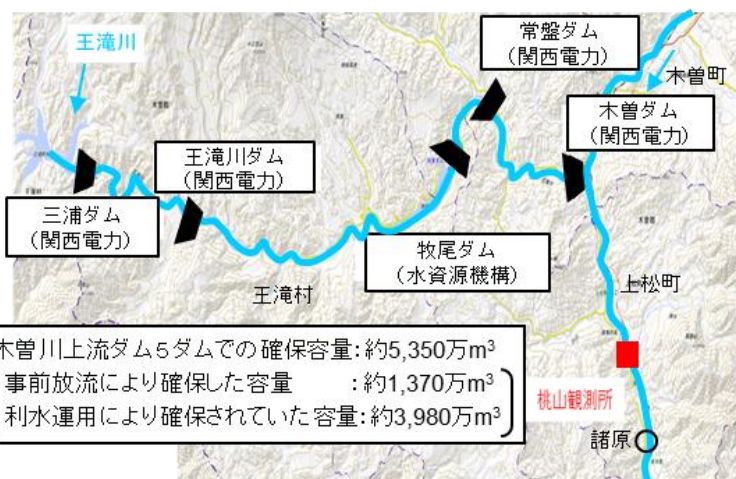 王滝川
常盤ダム
(関西電力)
木曽町
木曽ダム
(関西電力)
王滝川ダム
(関西電力)
三浦ダム
(関西電力)
牧尾ダム
(水資源機構)
王滝村
上松町
木曽川上流ダム5ダムでの確保容量:約5,350万m³
事前放流により確保した容量　　:約1,370万m³
利水運用により確保されていた容量:約3,980万m³
桃山観測所
諸原